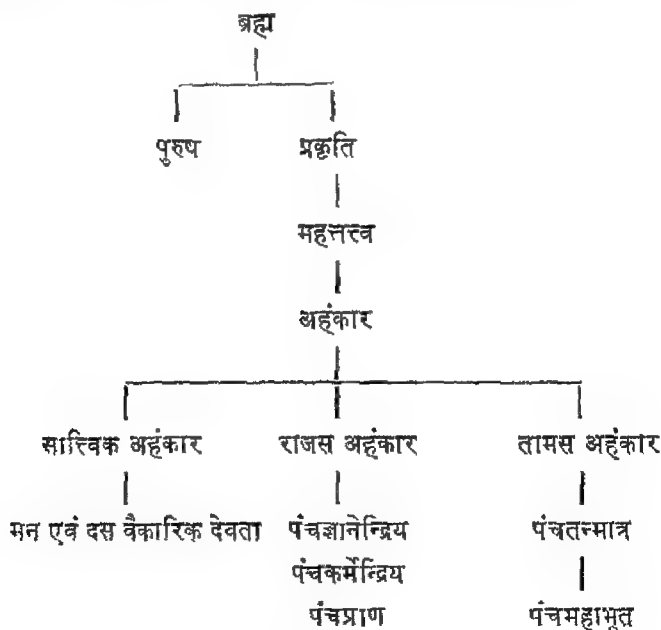 ब्रह्म
पुरुष प्रकृति
महत्तत्त्व
अहंकार
सात्त्विक अहंकार राजस अहंकार तामस अहंकार
मन एवं दस वैकारिक देवता पंचज्ञानेन्द्रिय पंचतन्मात्र
पंचकर्मेन्द्रिय
पंचप्राण पंचमहाभूत